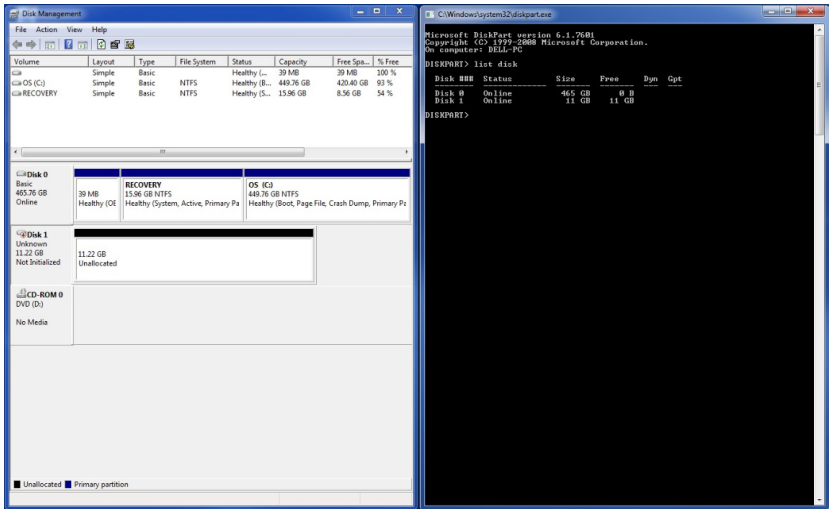 Disk Management
File Action View Help
Volume Layout Type File System Status Capacity Free Spa... % Free
Simple Basic Healthy (... 39 MB 39 MB 100 %
OS (C:) Simple Basic NTFS Healthy (B... 449.76 GB 420.40 GB 93 %
RECOVERY Simple Basic NTFS Healthy (S... 15.96 GB 8.56 GB 54 %
Disk 0
Basic
465.76 GB
Online
39 MB
Healthy (OE
RECOVERY
15.96 GB NTFS
Healthy (System, Active, Primary Pa
OS (C:)
449.76 GB NTFS
Healthy (Boot, Page File, Crash Dump, Primary Pa
Disk 1
Unknown
11.22 GB
Not Initialized
11.22 GB
Unallocated
CD-ROM 0
DVD (D:)
No Media
Unallocated Primary partition
C:\Windows\system32\diskpart.exe
Microsoft DiskPart version 6.1.7601
Copyright (C) 1999-2008 Microsoft Corporation.
On computer: DELL-PC
DISKPART> list disk
Disk ### Status Size Free Dyn Gpt
-------- ------------- ------- ------- --- ---
Disk 0 Online 465 GB 0 B
Disk 1 Online 11 GB 11 GB
DISKPART>